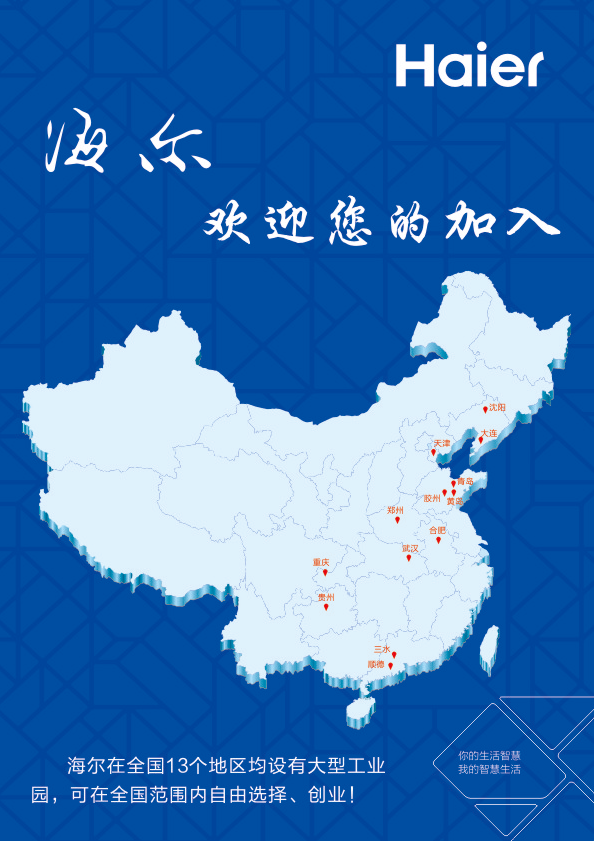 Haier
海尔
欢迎您的加入
沈阳
大连
天津
青岛
胶州
黄岛
郑州
合肥
武汉
重庆
贵州
三水
顺德
海尔在全国13个地区均设有大型工业
园，可在全国范围内自由选择、创业！
你的生活智慧
我的智慧生活